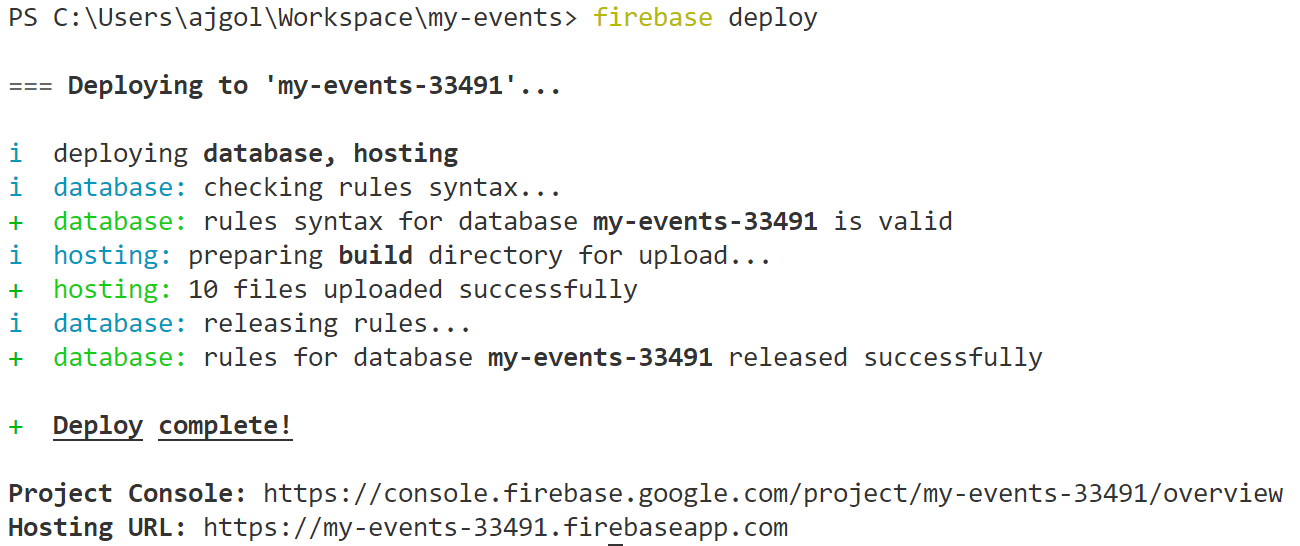 PS C:\Users\ajgol\Workspace\my-events> firebase deploy
=== Deploying to 'my-events-33491'...
i  deploying database, hosting
i  database: checking rules syntax...
+  database: rules syntax for database my-events-33491 is valid
i  hosting: preparing build directory for upload...
+  hosting: 10 files uploaded successfully
i  database: releasing rules...
+  database: rules for database my-events-33491 released successfully
+  Deploy complete!
Project Console: https://console.firebase.google.com/project/my-events-33491/overview
Hosting URL: https://my-events-33491.firebaseapp.com